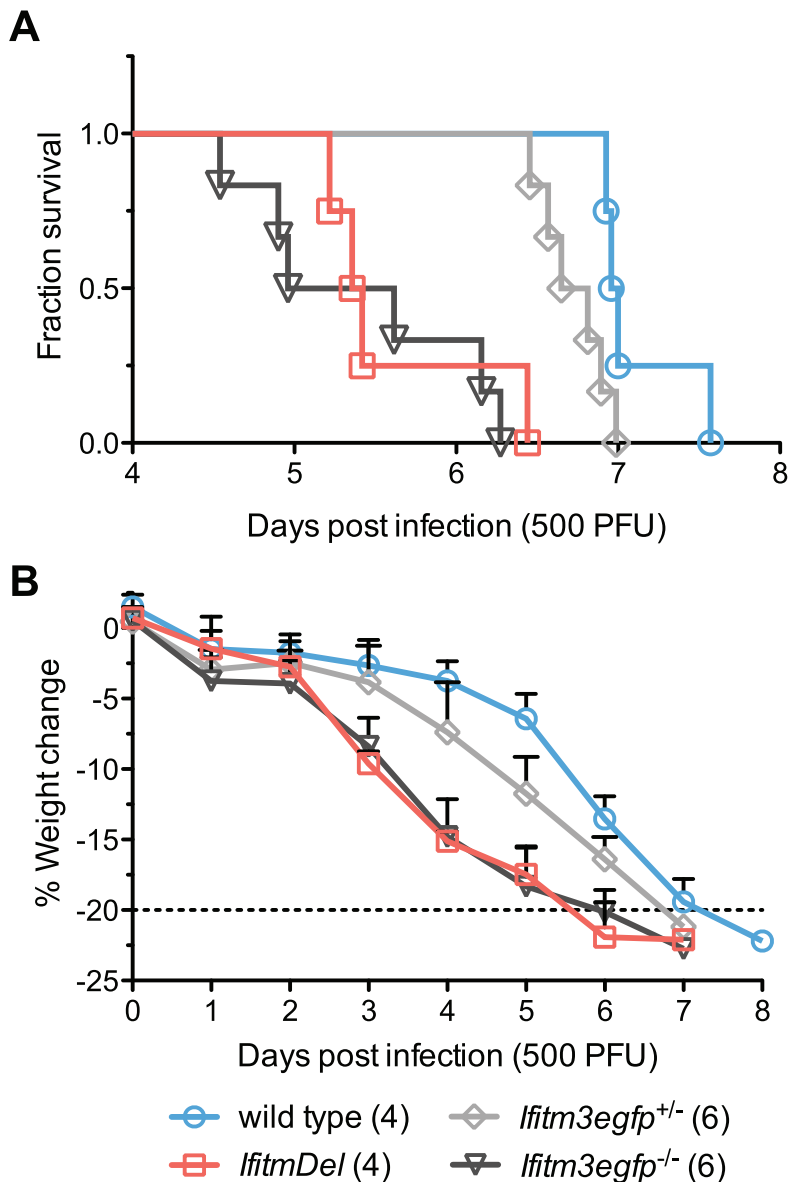 A
Fraction survival
1.0
0.5
0.0
4 5 6 7 8
Days post infection (500 PFU)
B
% Weight change
0
-5
-10
-15
-20
-25
0 1 2 3 4 5 6 7 8
Days post infection (500 PFU)
wild type (4) Ifitm3egfp+/- (6)
IfitmDel (4) Ifitm3egfp-/- (6)